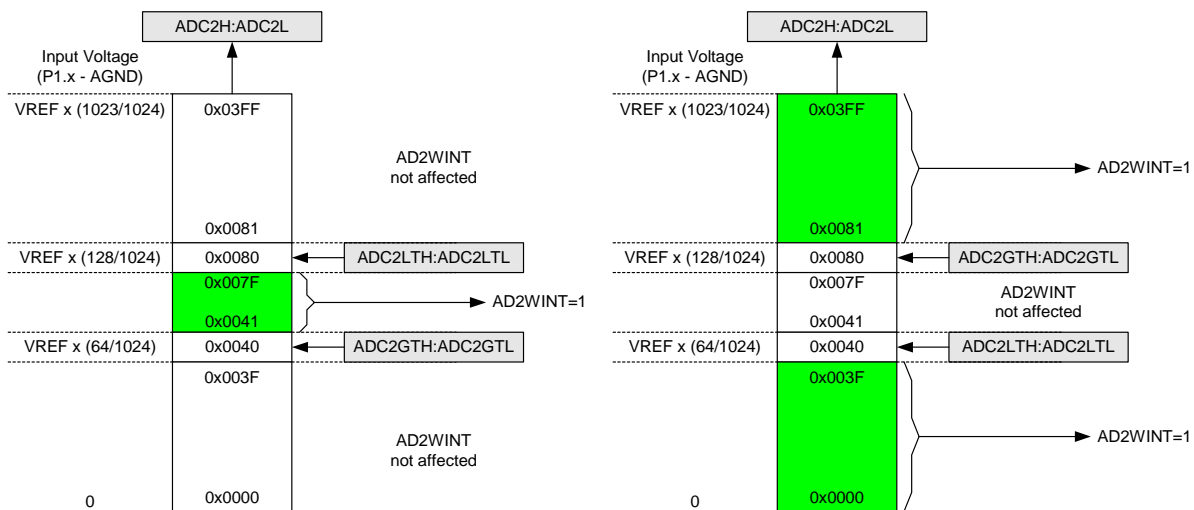 ADC2H:ADC2L
Input Voltage
(P1.x - AGND)
VREF x (1023/1024)
0x03FF
AD2WINT
not affected
0x0081
VREF x (128/1024)
0x0080
ADC2LTH:ADC2LTL
0x007F
AD2WINT=1
0x0041
VREF x (64/1024)
0x0040
ADC2GTH:ADC2GTL
0x003F
AD2WINT
not affected
0
0x0000
ADC2H:ADC2L
Input Voltage
(P1.x - AGND)
VREF x (1023/1024)
0x03FF
AD2WINT=1
0x0081
VREF x (128/1024)
0x0080
ADC2GTH:ADC2GTL
0x007F
AD2WINT
not affected
0x0041
VREF x (64/1024)
0x0040
ADC2LTH:ADC2LTL
0x003F
AD2WINT=1
0
0x0000